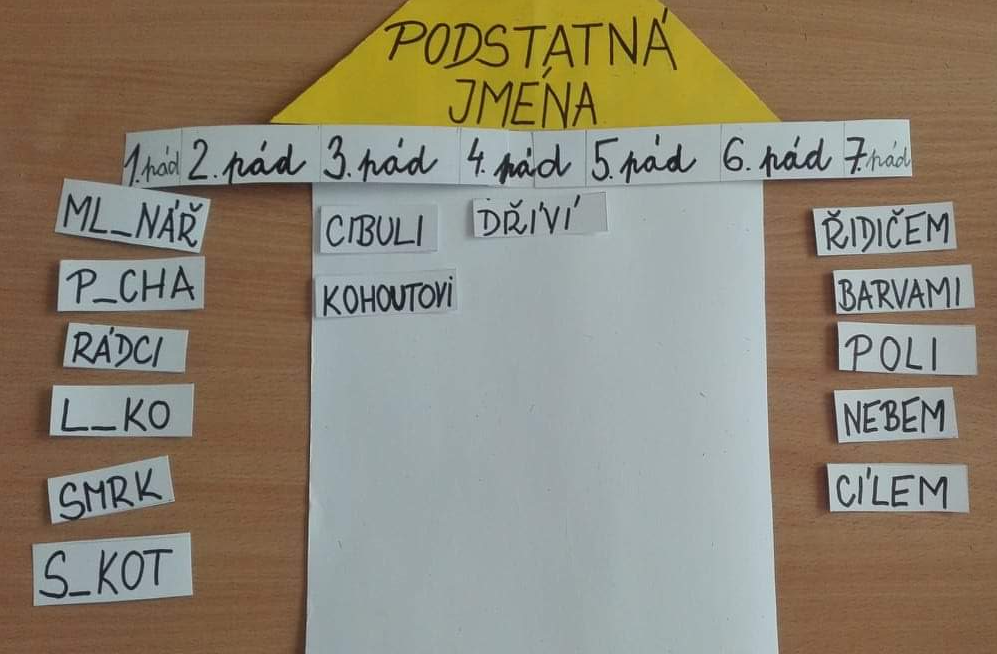 PODSTATNÁ
JMÉNA
1. pád 2. pád 3. pád 4. pád 5. pád 6. pád 7. pád
ML_NÁŘ
P_CHA
RÁDCI
L_KO
SMRK
S_KOT
CIBULI
KOHOUTOVI
DŘÍVÍ
ŘIDIČEM
BARVAMI
POLI
NEBEM
CÍLEM